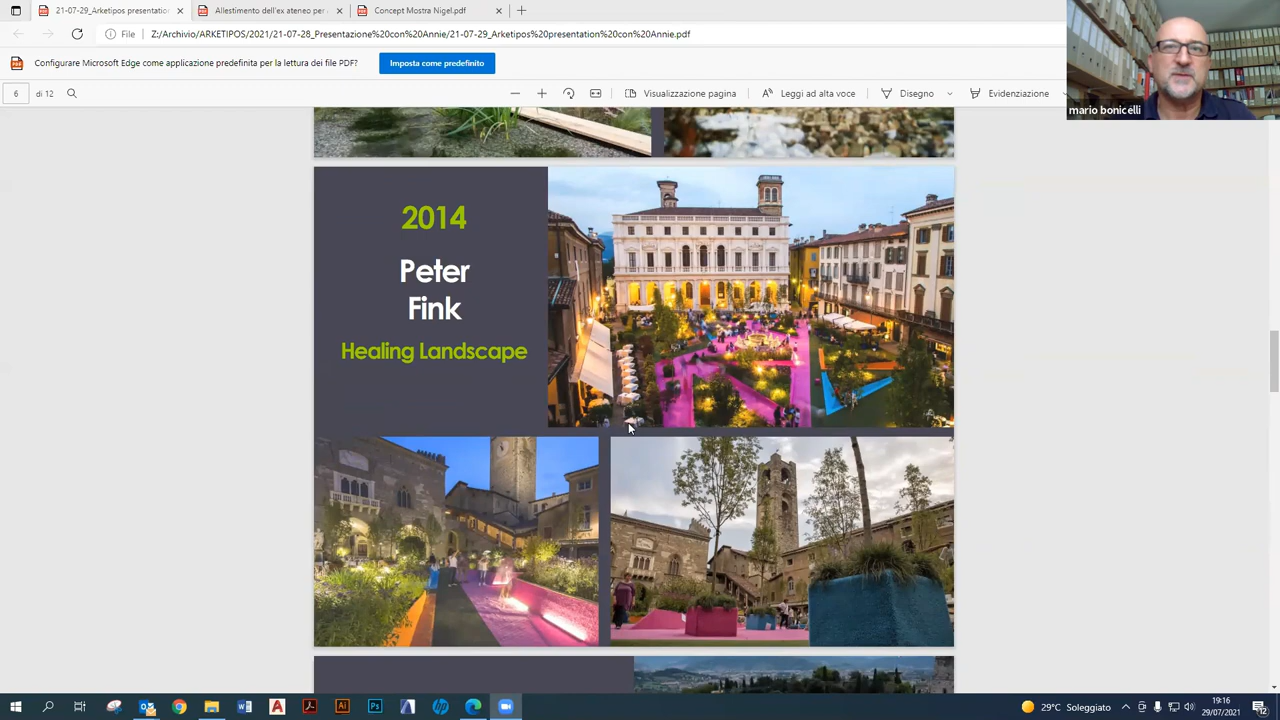 21-07-29_Arketipos presentation
Allestimento dell'ex ateneo per a
Concept Mostra Nigel.pdf
File
Z:/Archivio/ARKETIPOS/2021/21-07-28_Presentazione%20con%20Annie/21-07-29_Arketipos%20presentation%20con%20Annie.pdf
Configurare Microsoft Edge come applicazione predefinita per la lettura dei file PDF?
Imposta come predefinito
6
di 12
Visualizzazione pagina
Leggi ad alta voce
Disegno
Evidenziazione
mario bonicelli
2014
Peter
Fink
Healing Landscape
29°C Soleggiato
19:16
29/07/2021
12